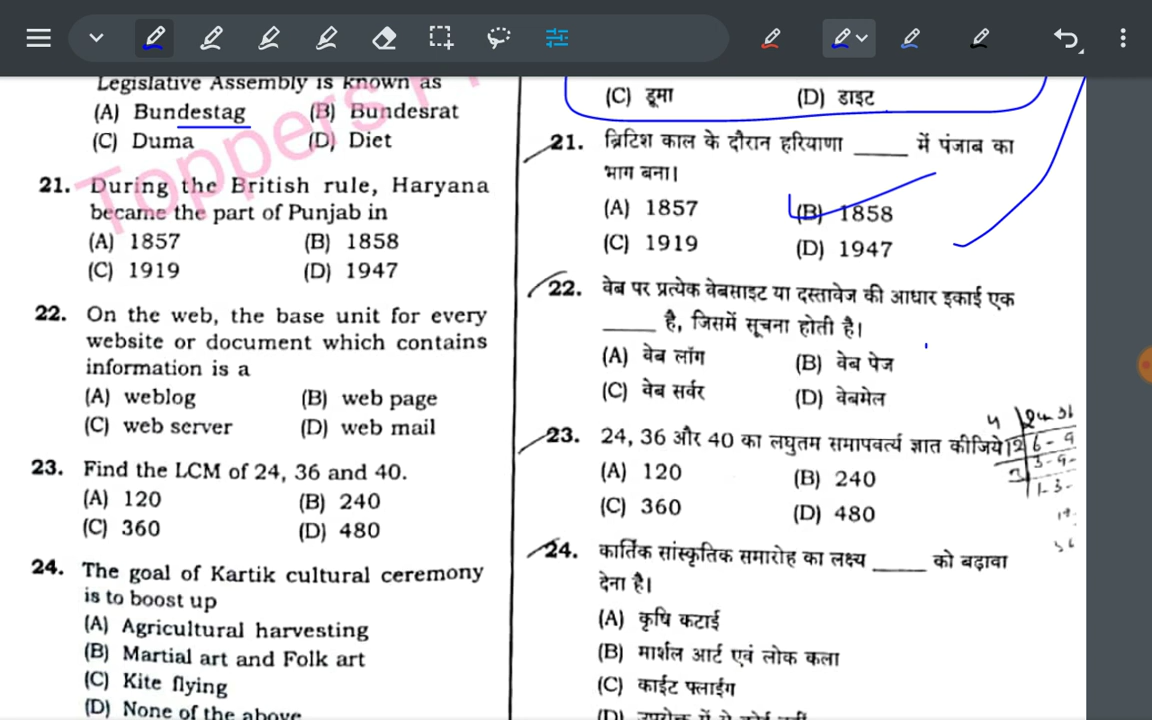 Legislative Assembly is known as
(A) Bundestag (B) Bundesrat
(C) Duma (D) Diet
21. During the British rule, Haryana
became the part of Punjab in
(A) 1857 (B) 1858
(C) 1919 (D) 1947
22. On the web, the base unit for every
website or document which contains
information is a
(A) weblog (B) web page
(C) web server (D) web mail
23. Find the LCM of 24, 36 and 40.
(A) 120 (B) 240
(C) 360 (D) 480
24. The goal of Kartik cultural ceremony
is to boost up
(A) Agricultural harvesting
(B) Martial art and Folk art
(C) Kite flying
(D) None of the above
(C) डूमा (D) डाइट
21. ब्रिटिश काल के दौरान हरियाणा ____ में पंजाब का
भाग बना।
(A) 1857 (B) 1858
(C) 1919 (D) 1947
22. वेब पर प्रत्येक वेबसाइट या दस्तावेज की आधार इकाई एक
____ है, जिसमें सूचना होती है।
(A) वेब लॉग (B) वेब पेज
(C) वेब सर्वर (D) वेबमेल
23. 24, 36 और 40 का लघुतम समापवर्त्य ज्ञात कीजिये
(A) 120 (B) 240
(C) 360 (D) 480
24. कार्तिक सांस्कृतिक समारोह का लक्ष्य ____ को बढ़ावा
देना है।
(A) कृषि कटाई
(B) मार्शल आर्ट एवं लोक कला
(C) काईट फ्लाईंग
Toppers